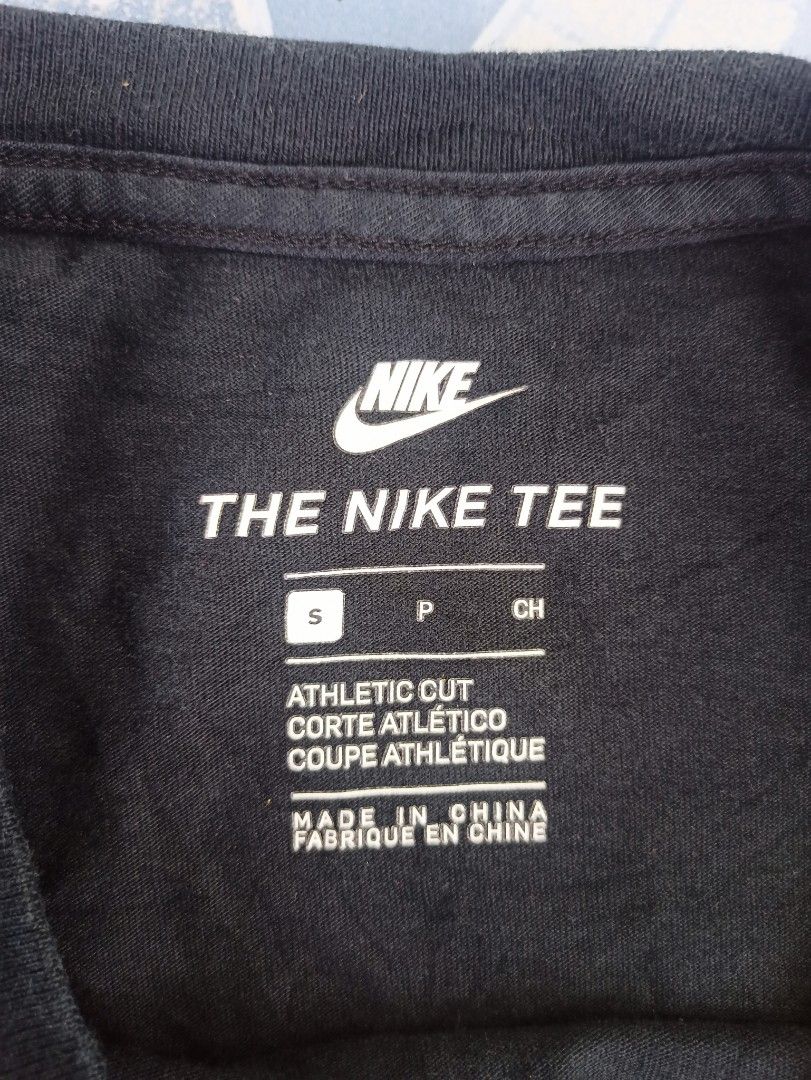 NIKE
THE NIKE TEE
S P CH
ATHLETIC CUT
CORTE ATLÉTICO
COUPE ATHLÉTIQUE
MADE IN CHINA
FABRIQUE EN CHINE